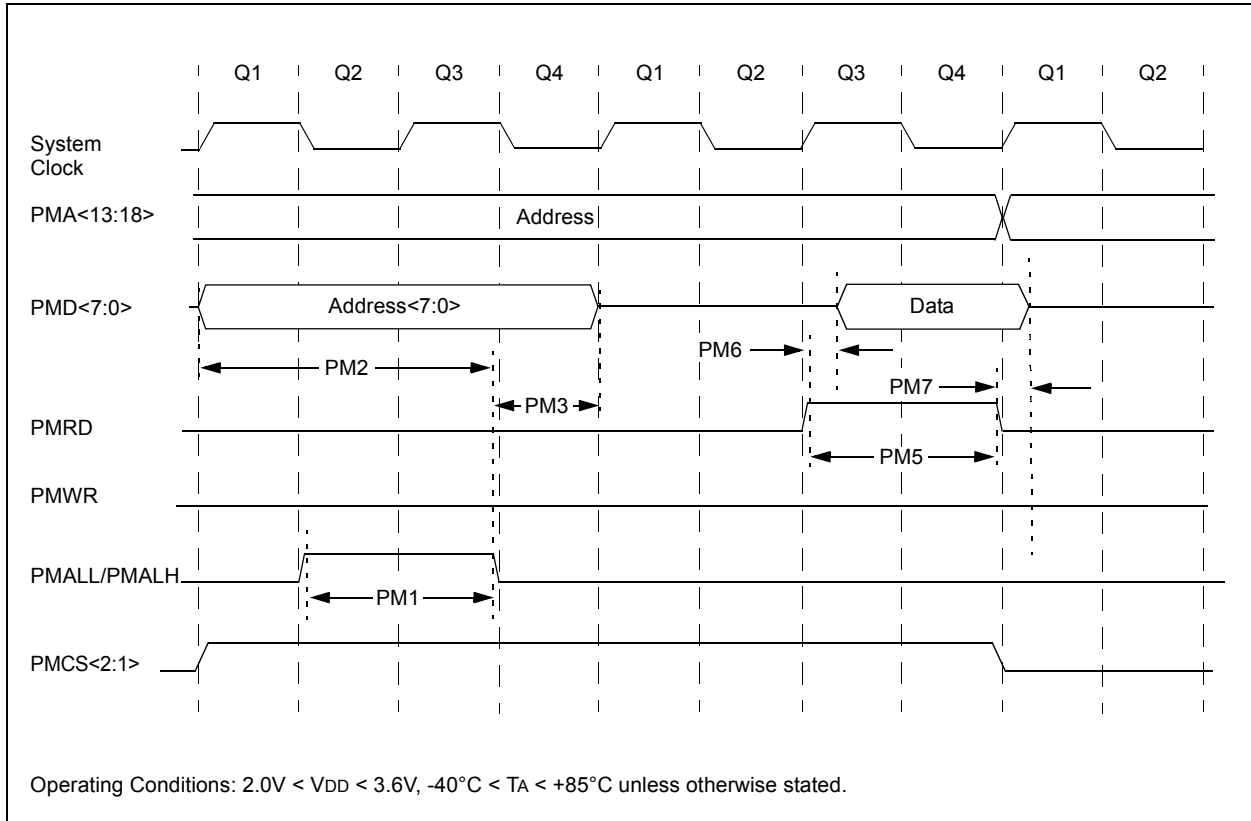 Q1 Q2 Q3 Q4 Q1 Q2 Q3 Q4 Q1 Q2
System
Clock
PMA<13:18>
Address
PMD<7:0>
Address<7:0>
Data
PM2
PM6
PM3
PM7
PMRD
PM5
PMWR
PMALL/PMALH
PM1
PMCS<2:1>
Operating Conditions: 2.0V < VDD < 3.6V, -40°C < TA < +85°C unless otherwise stated.